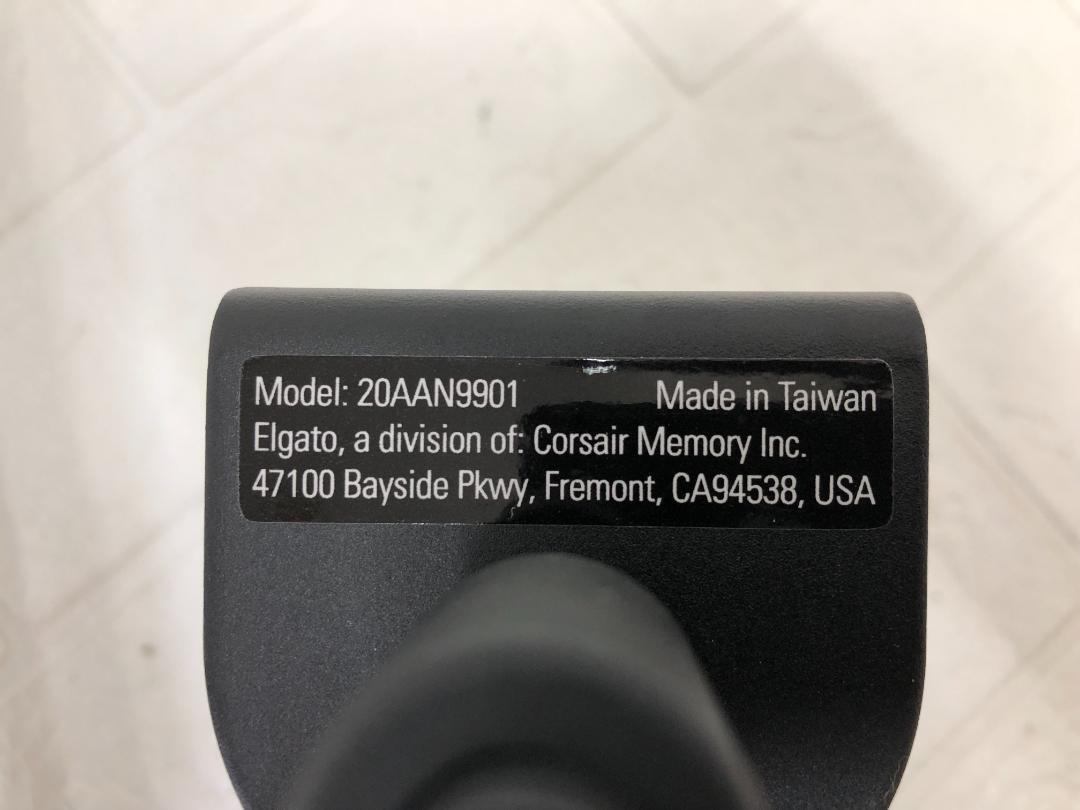 Model: 20AAN9901 Made in Taiwan
Elgato, a division of: Corsair Memory Inc.
47100 Bayside Pkwy, Fremont, CA94538, USA